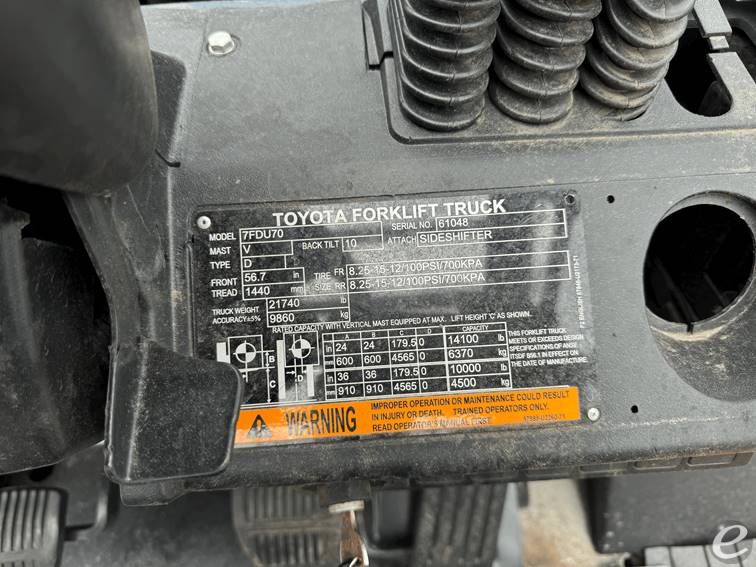 TOYOTA FORKLIFT TRUCK
MODEL 7FDU70 SERIAL NO. 61048
MAST V BACK TILT 10 ATTACH SIDESHIFTER
TYPE D
FRONT TREAD 56.7 in TIRE SIZE FR 8.25-15-12/100PSI/700KPA
1440 mm RR 8.25-15-12/100PSI/700KPA
TRUCK WEIGHT 21740 lb
ACCURACY±5% 9860 kg
RATED CAPACITY WITH VERTICAL MAST EQUIPPED AT MAX. LIFT HEIGHT 'C' AS SHOWN.
A B C D CAPACITY
in 24 24 179.5 0 14100 lb
mm 600 600 4565 0 6370 kg
in 36 36 179.5 0 10000 lb
mm 910 910 4565 0 4500 kg
B
C
D
THIS FORKLIFT TRUCK
MEETS OR EXCEEDS DESIGN
SPECIFICATIONS OF ANSI/
ITSDF B56.1 IN EFFECT ON
THE DATE OF MANUFACTURE.
WARNING
IMPROPER OPERATION OR MAINTENANCE COULD RESULT
IN INJURY OR DEATH. TRAINED OPERATORS ONLY.
READ OPERATOR'S MANUAL FIRST.
e